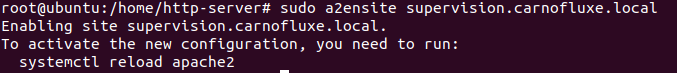 root@ubuntu:/home/http-server# sudo a2ensite supervision.carnofluxe.local
Enabling site supervision.carnofluxe.local.
To activate the new configuration, you need to run:
  systemctl reload apache2